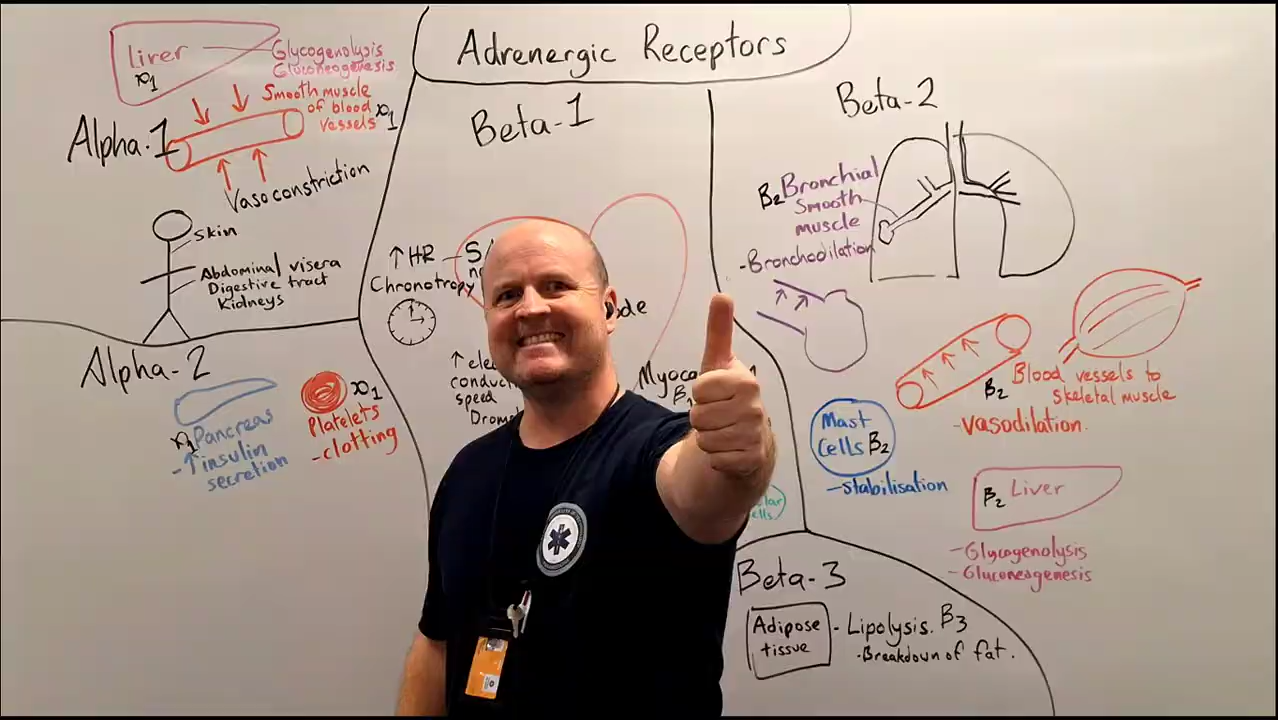 Adrenergic Receptors
Liver
α1
Glycogenolysis
Gluconeogenesis
Smooth muscle
of blood
vessels α1
Alpha-1
Vasoconstriction
Skin
Abdominal visera
Digestive tract
Kidneys
Alpha-2
Pancreas
α1
-↑insulin
secretion
α1
Platelets
-clotting
Beta-1
↑ HR
Chronotropy
conduct
speed
Beta-2
B2 Bronchial
Smooth
muscle
-Bronchodilation
B2
Blood vessels to
skeletal muscle
-vasodilation.
Mast
Cells B2
-stabilisation
B2 Liver
-Glycogenolysis
-Gluconeogenesis
Beta-3
Adipose
tissue
-Lipolysis. B3
-Breakdown of fat.